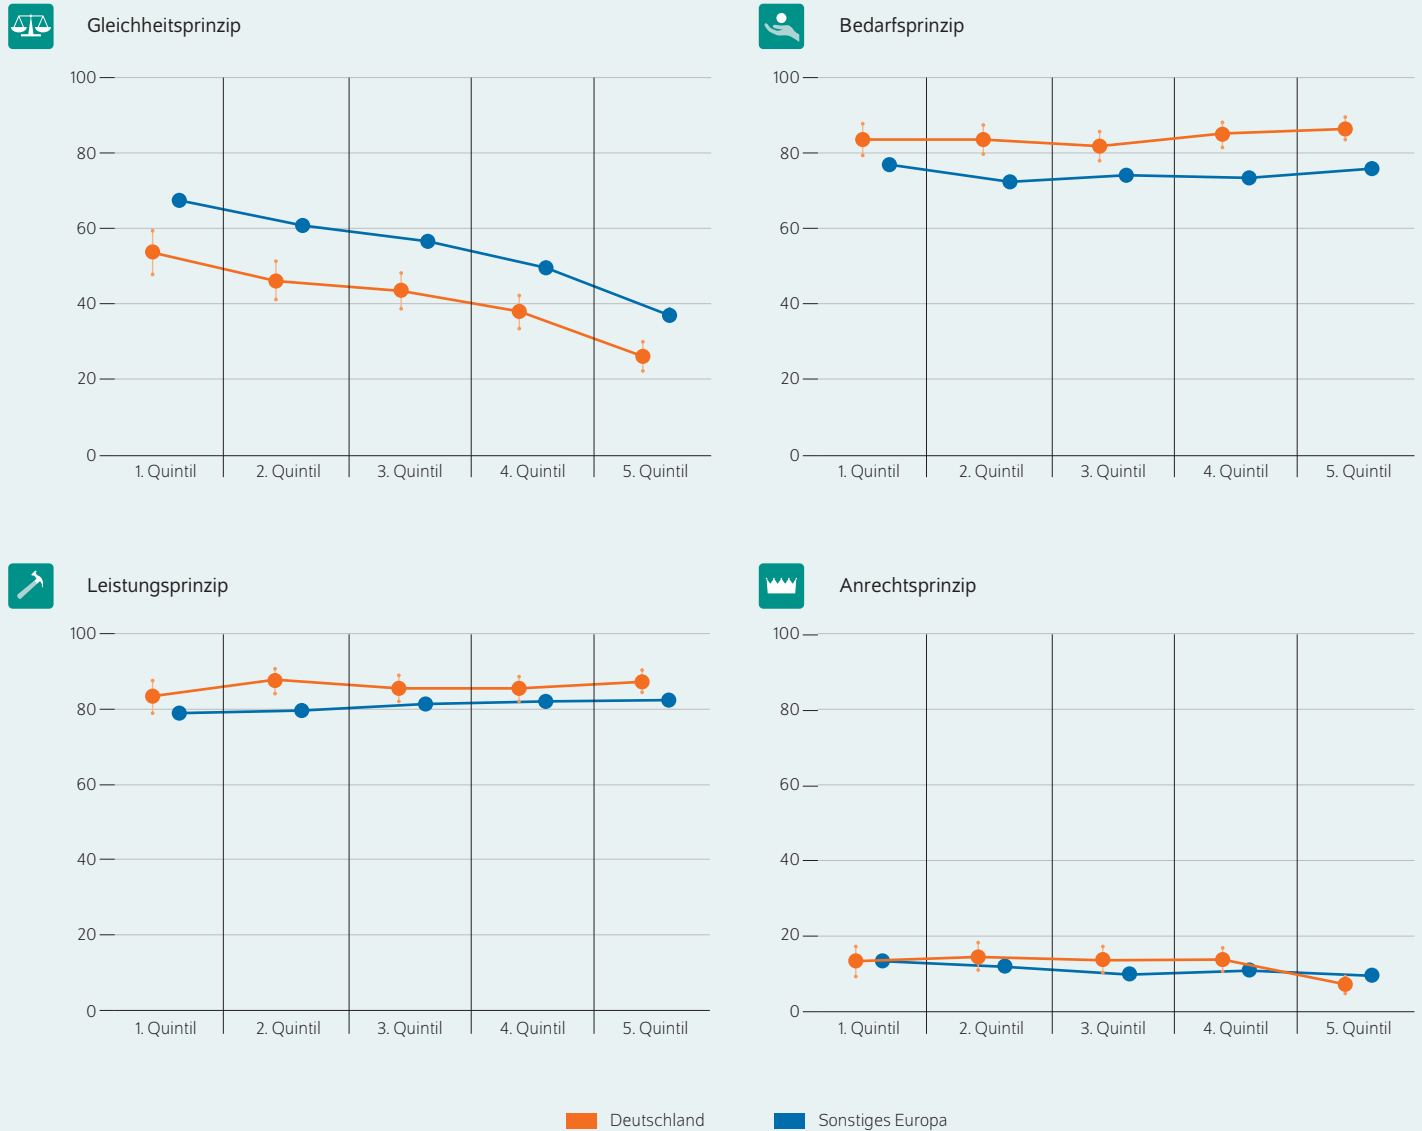 Gleichheitsprinzip
100
80
60
40
20
0
1. Quintil 2. Quintil 3. Quintil 4. Quintil 5. Quintil
Bedarfsprinzip
100
80
60
40
20
0
1. Quintil 2. Quintil 3. Quintil 4. Quintil 5. Quintil
Leistungsprinzip
100
80
60
40
20
0
1. Quintil 2. Quintil 3. Quintil 4. Quintil 5. Quintil
Anrechtsprinzip
100
80
60
40
20
0
1. Quintil 2. Quintil 3. Quintil 4. Quintil 5. Quintil
Deutschland Sonstiges Europa